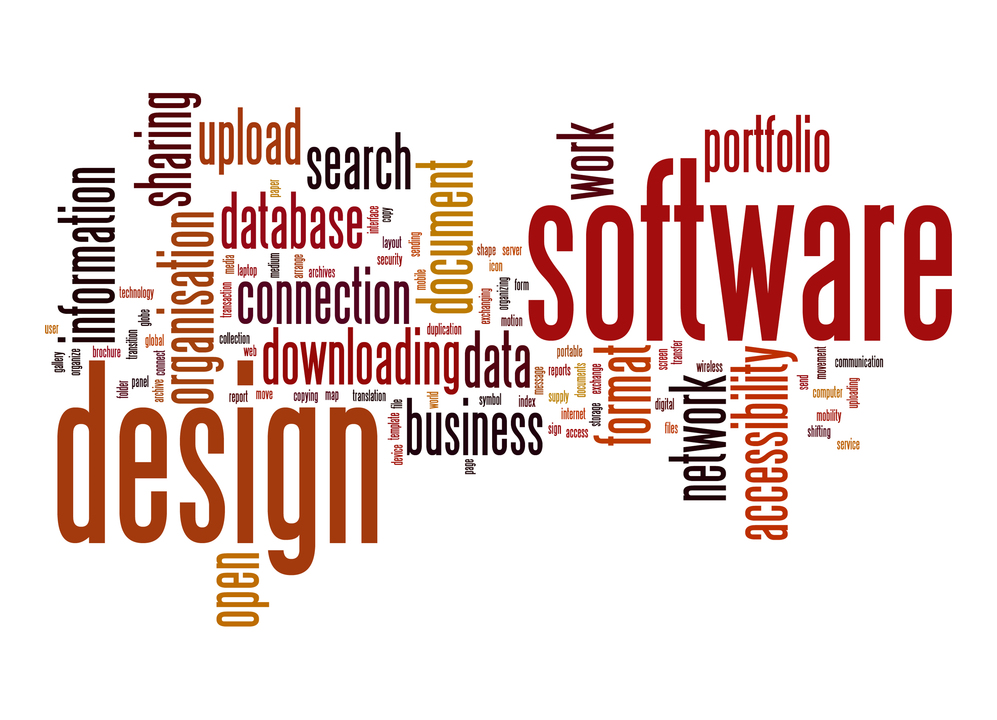 sharing
upload
search
work
portfolio
information
document
software
paper
database
interface
copy
organisation
layout
sending
security
shape
server
icon
media
laptop
medium
arrange
archives
mobile
transaction
connection
exchanging
organizing
form
technology
globe
motion
user
transition
global
collection
duplication
gallery
organize
brochure
connect
web
downloading
data
portable
format
screen
transfer
movement
communication
folder
panel
archive
message
reports
documents
exchange
wireless
accessibility
send
computer
uploading
design
report
move
copying
map
translation
file
world
symbol
index
supply
internet
storage
digital
network
mobility
template
business
sign
access
files
shifting
service
device
page
open